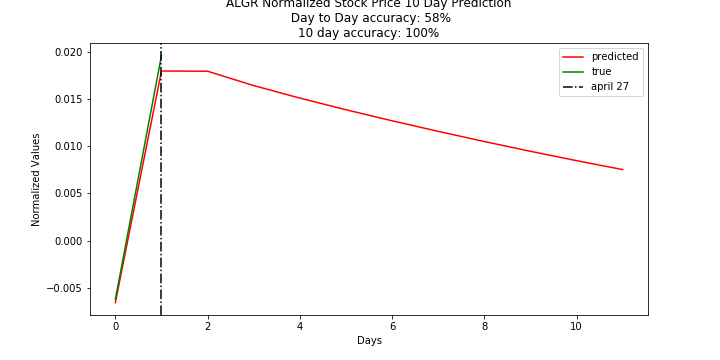 ALGR Normalized Stock Price 10 Day Prediction
Day to Day accuracy: 58%
10 day accuracy: 100%
predicted
true
april 27
0.020
0.015
0.010
0.005
0.000
−0.005
Normalized Values
0 2 4 6 8 10
Days